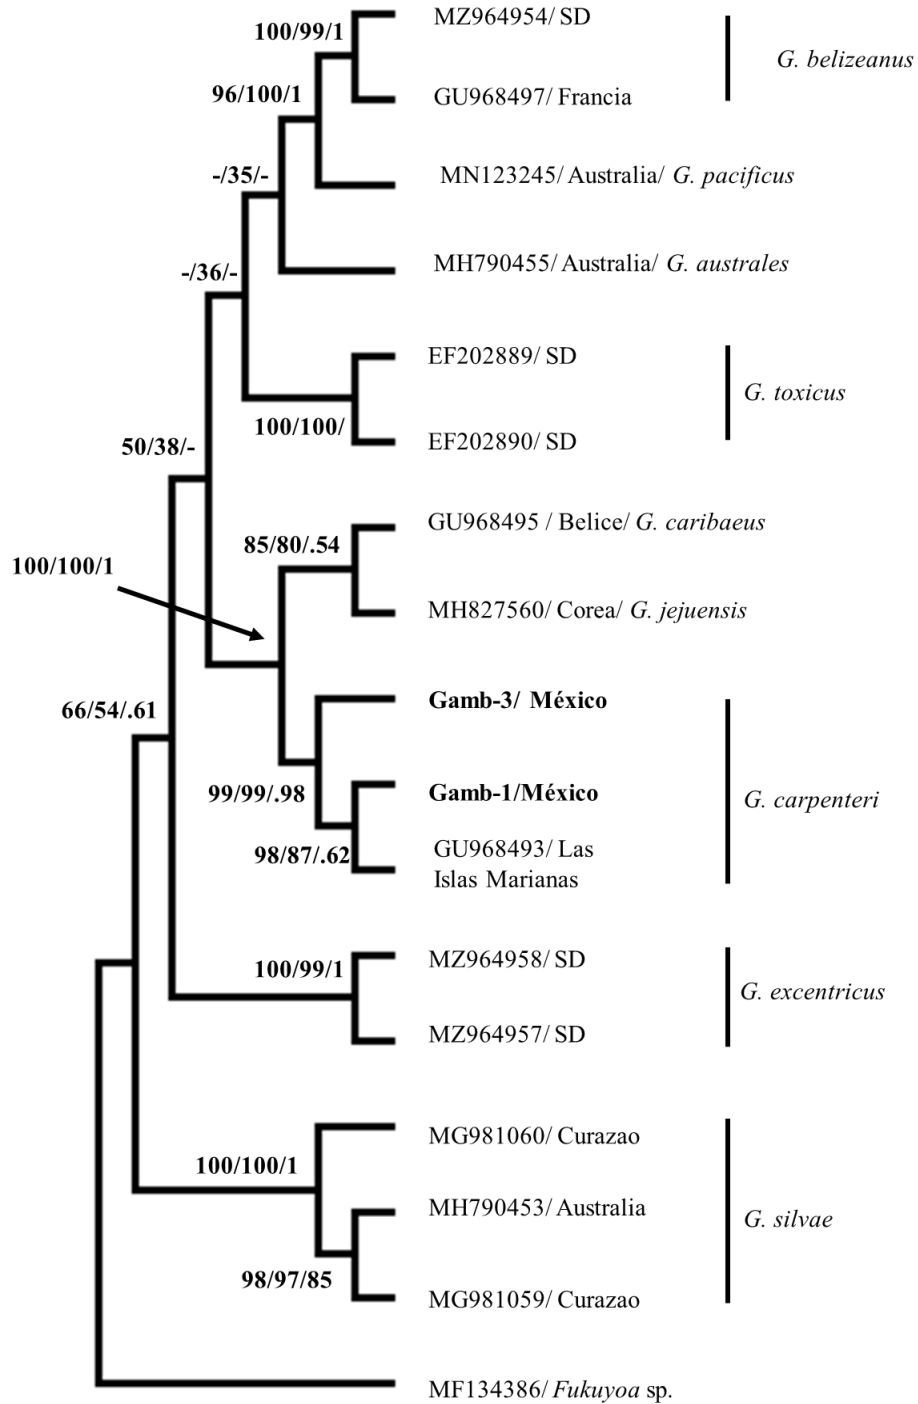 MZ964954/ SD
100/99/1
G. belizeanus
96/100/1
GU968497/ Francia
-/35/-
MN123245/ Australia/ G. pacificus
-/36/-
MH790455/ Australia/ G. australes
EF202889/ SD
G. toxicus
100/100/
EF202890/ SD
50/38/-
GU968495 / Belice/ G. caribaeus
85/80/.54
100/100/1
MH827560/ Corea/ G. jejuensis
Gamb-3/ México
66/54/.61
99/99/.98
Gamb-1/México
G. carpenteri
98/87/.62
GU968493/ Las
Islas Marianas
100/99/1
MZ964958/ SD
G. excentricus
MZ964957/ SD
MG981060/ Curazao
100/100/1
MH790453/ Australia
G. silvae
98/97/85
MG981059/ Curazao
MF134386/ Fukuyoa sp.